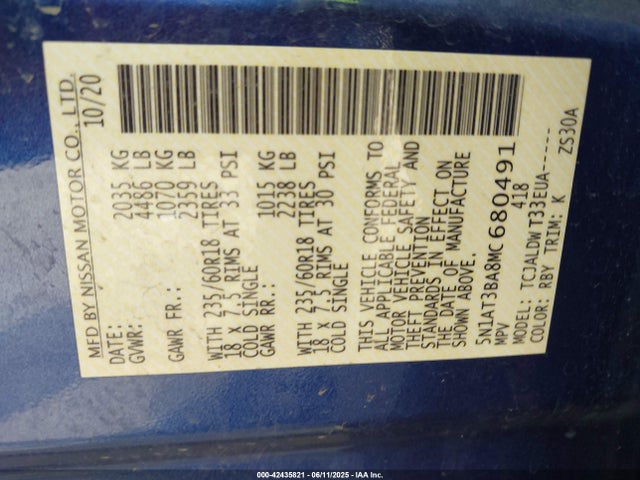 MFD BY NISSAN MOTOR CO., LTD.
DATE: 10/20
GVWR: 2035 KG
4486 LB
GAWR FR.: 1070 KG
2359 LB
WITH 235/60R18 TIRES
18 X 7.5 RIMS AT 33 PSI
COLD SINGLE
GAWR RR.: 1015 KG
2238 LB
WITH 235/60R18 TIRES
18 X 7.5 RIMS AT 30 PSI
COLD SINGLE
THIS VEHICLE CONFORMS TO
ALL APPLICABLE FEDERAL
MOTOR VEHICLE SAFETY AND
THEFT PREVENTION
STANDARDS IN EFFECT ON
THE DATE OF MANUFACTURE
SHOWN ABOVE.
5N1AT3BA8MC680491
MPV 418
MODEL: TCJALDWT33EUA------
COLOR: RBY TRIM: K ZS30A
000-42435821 - 06/11/2025 - IAA Inc.